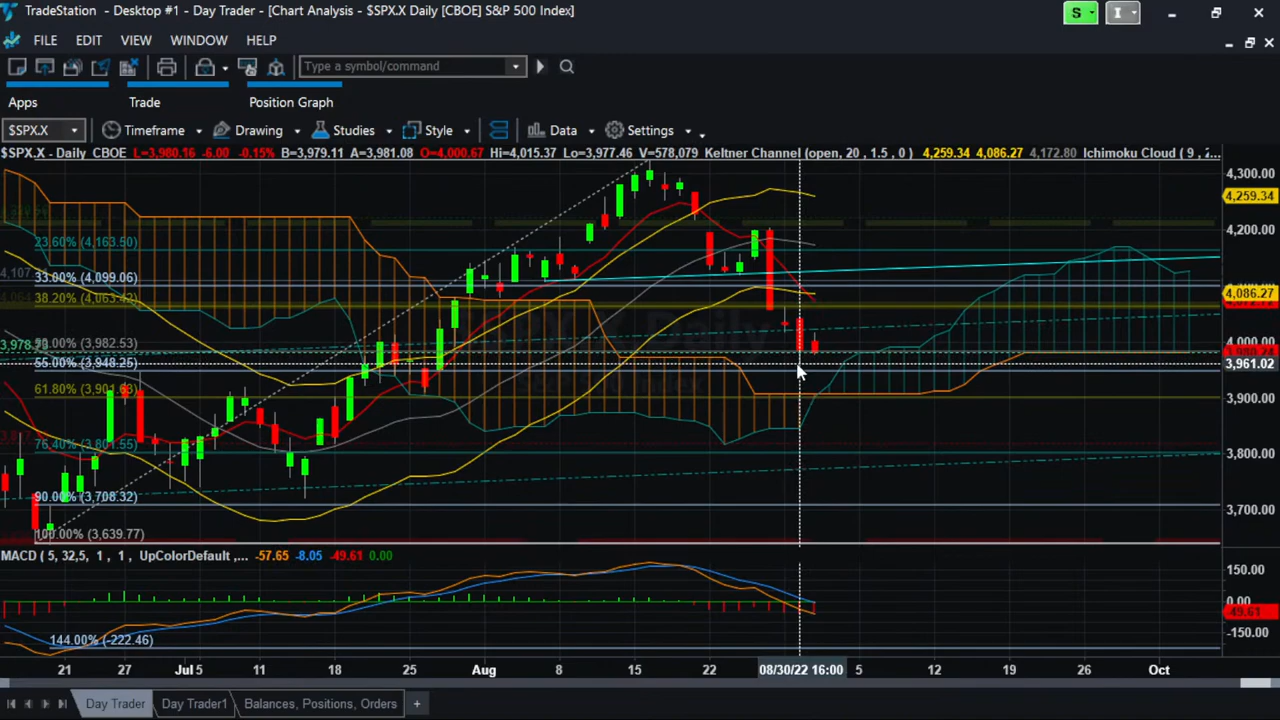 TradeStation - Desktop #1 - Day Trader - [Chart Analysis - $SPX.X Daily [CBOE] S&P 500 Index]
S
I
FILE EDIT VIEW WINDOW HELP
Type a symbol/command
Apps Trade Position Graph
$SPX.X Timeframe Drawing Studies Style Data Settings
$SPX.X - Daily CBOE L=3,980.16 -6.00 -0.15% B=3,979.11 A=3,981.08 O=4,000.67 Hi=4,015.37 Lo=3,977.46 V=578,079 Keltner Channel (open, 20 , 1.5 , 0 ) 4,259.34 4,086.27 4,172.80 Ichimoku Cloud ( 9 , 2...
4,300.00
4,259.34
4,200.00
23.60% (4,163.50)
33.00% (4,099.06)
4,086.27
38.20% (4,063.42)
4,000.00
3,978.73
(3,982.53)
55.00% (3,948.25)
3,961.02
61.80% (3,901.63)
3,900.00
76.40% (3,801.55)
3,800.00
90.00% (3,708.32)
3,700.00
100.00% (3,639.77)
MACD ( 5, 32,5, 1 , 1 , UpColorDefault ,... -57.65 -8.05 -49.61 0.00
150.00
0.00
-49.61
-150.00
144.00% (-222.46)
21 27 Jul 5 11 18 25 Aug 8 15 22 08/30/22 16:00 5 12 19 26 Oct
Day Trader Day Trader1 Balances, Positions, Orders +